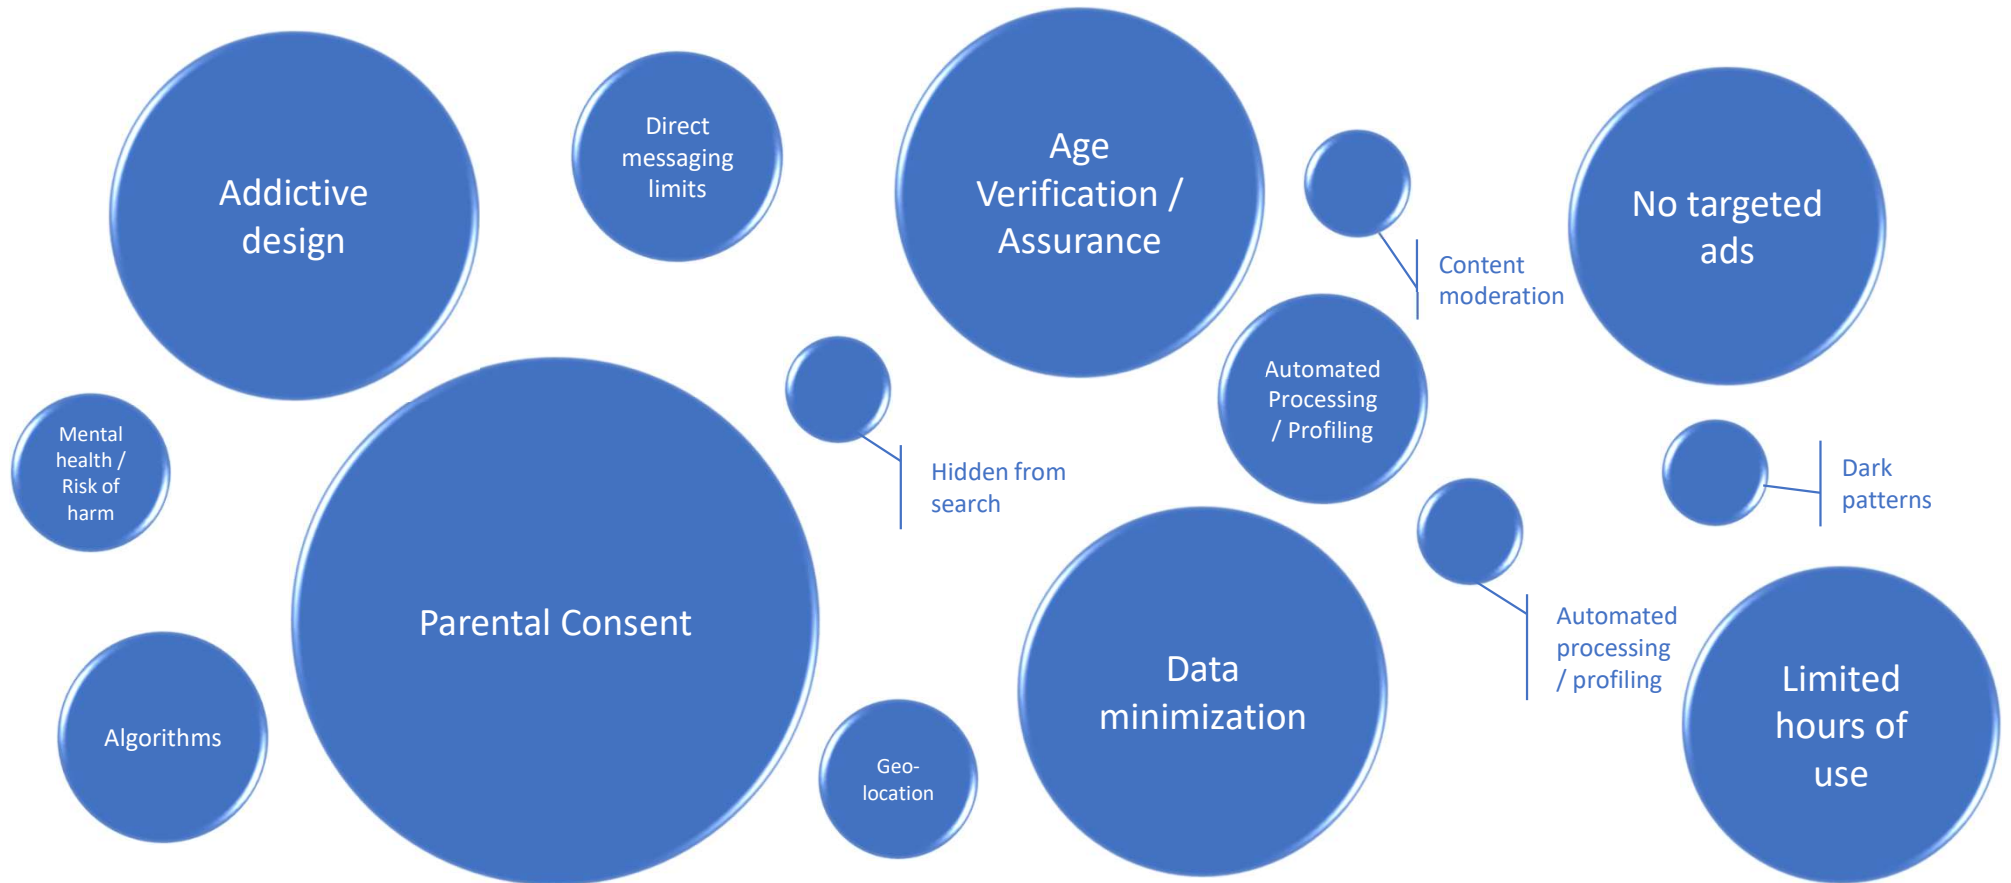 Addictive
design
Direct
messaging
limits
Age
Verification /
Assurance
Content
moderation
No targeted
ads
Mental
health /
Risk of
harm
Parental Consent
Hidden from
search
Automated
Processing
/ Profiling
Dark
patterns
Algorithms
Geo-
location
Data
minimization
Automated
processing
/ profiling
Limited
hours of
use